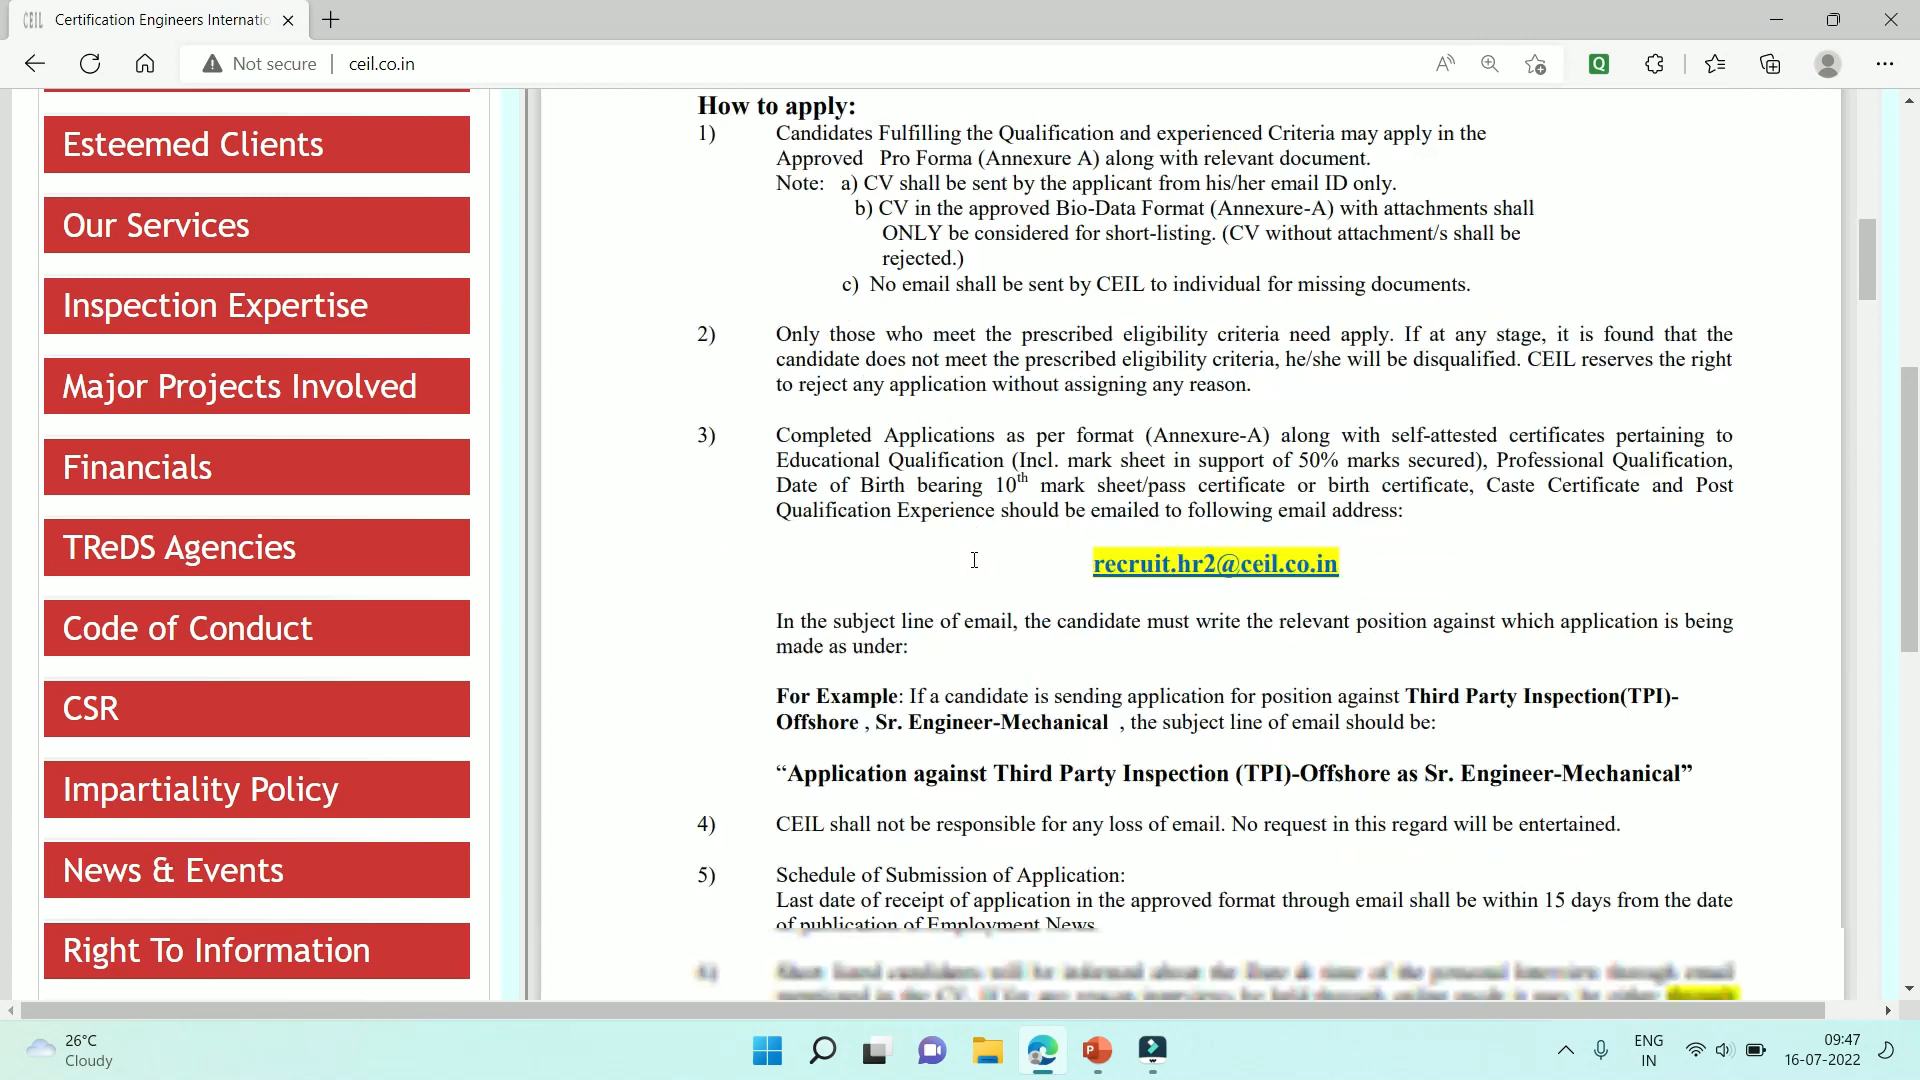 CEIL Certification Engineers Internatio
Not secure ceil.co.in
Esteemed Clients
Our Services
Inspection Expertise
Major Projects Involved
Financials
TReDS Agencies
Code of Conduct
CSR
Impartiality Policy
News & Events
Right To Information
How to apply:
1) Candidates Fulfilling the Qualification and experienced Criteria may apply in the
Approved Pro Forma (Annexure A) along with relevant document.
Note: a) CV shall be sent by the applicant from his/her email ID only.
b) CV in the approved Bio-Data Format (Annexure-A) with attachments shall
ONLY be considered for short-listing. (CV without attachment/s shall be
rejected.)
c) No email shall be sent by CEIL to individual for missing documents.
2) Only those who meet the prescribed eligibility criteria need apply. If at any stage, it is found that the
candidate does not meet the prescribed eligibility criteria, he/she will be disqualified. CEIL reserves the right
to reject any application without assigning any reason.
3) Completed Applications as per format (Annexure-A) along with self-attested certificates pertaining to
Educational Qualification (Incl. mark sheet in support of 50% marks secured), Professional Qualification,
Date of Birth bearing 10th mark sheet/pass certificate or birth certificate, Caste Certificate and Post
Qualification Experience should be emailed to following email address:
recruit.hr2@ceil.co.in
In the subject line of email, the candidate must write the relevant position against which application is being
made as under:
For Example: If a candidate is sending application for position against Third Party Inspection(TPI)-
Offshore , Sr. Engineer-Mechanical , the subject line of email should be:
“Application against Third Party Inspection (TPI)-Offshore as Sr. Engineer-Mechanical”
4) CEIL shall not be responsible for any loss of email. No request in this regard will be entertained.
5) Schedule of Submission of Application:
Last date of receipt of application in the approved format through email shall be within 15 days from the date
of publication of Employment News
26°C
Cloudy
ENG
IN
09:47
16-07-2022